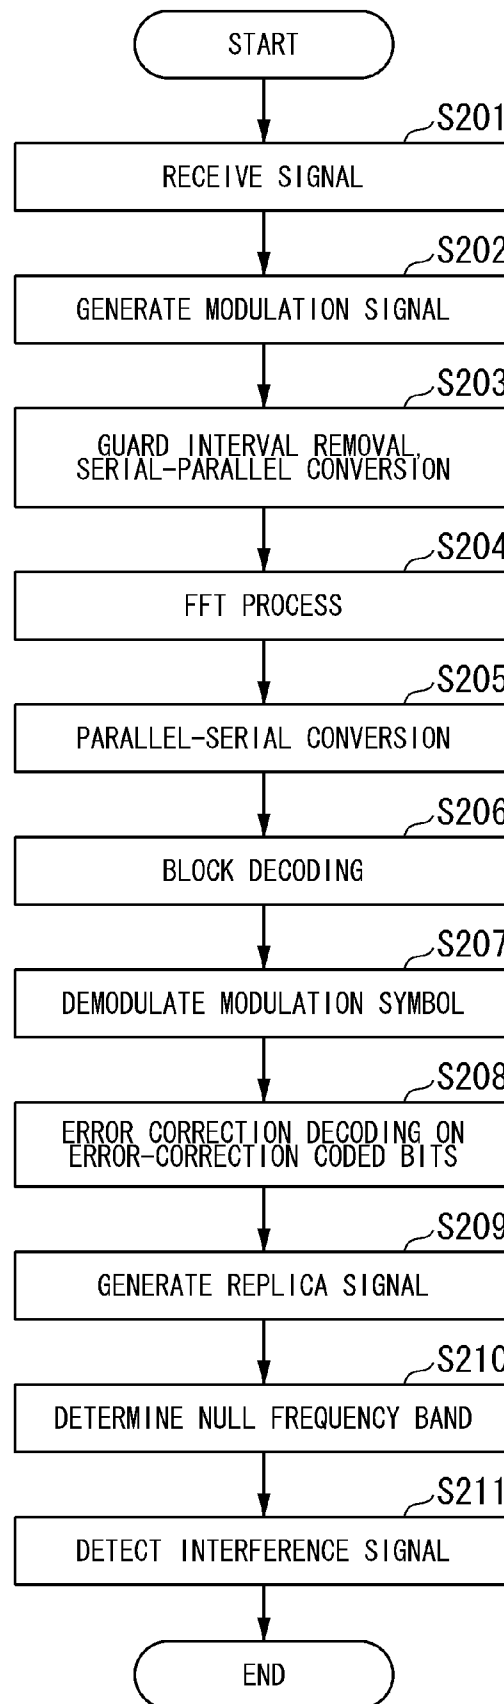 START
S201
RECEIVE SIGNAL
S202
GENERATE MODULATION SIGNAL
S203
GUARD INTERVAL REMOVAL,
SERIAL-PARALLEL CONVERSION
S204
FFT PROCESS
S205
PARALLEL-SERIAL CONVERSION
S206
BLOCK DECODING
S207
DEMODULATE MODULATION SYMBOL
S208
ERROR CORRECTION DECODING ON
ERROR-CORRECTION CODED BITS
S209
GENERATE REPLICA SIGNAL
S210
DETERMINE NULL FREQUENCY BAND
S211
DETECT INTERFERENCE SIGNAL
END